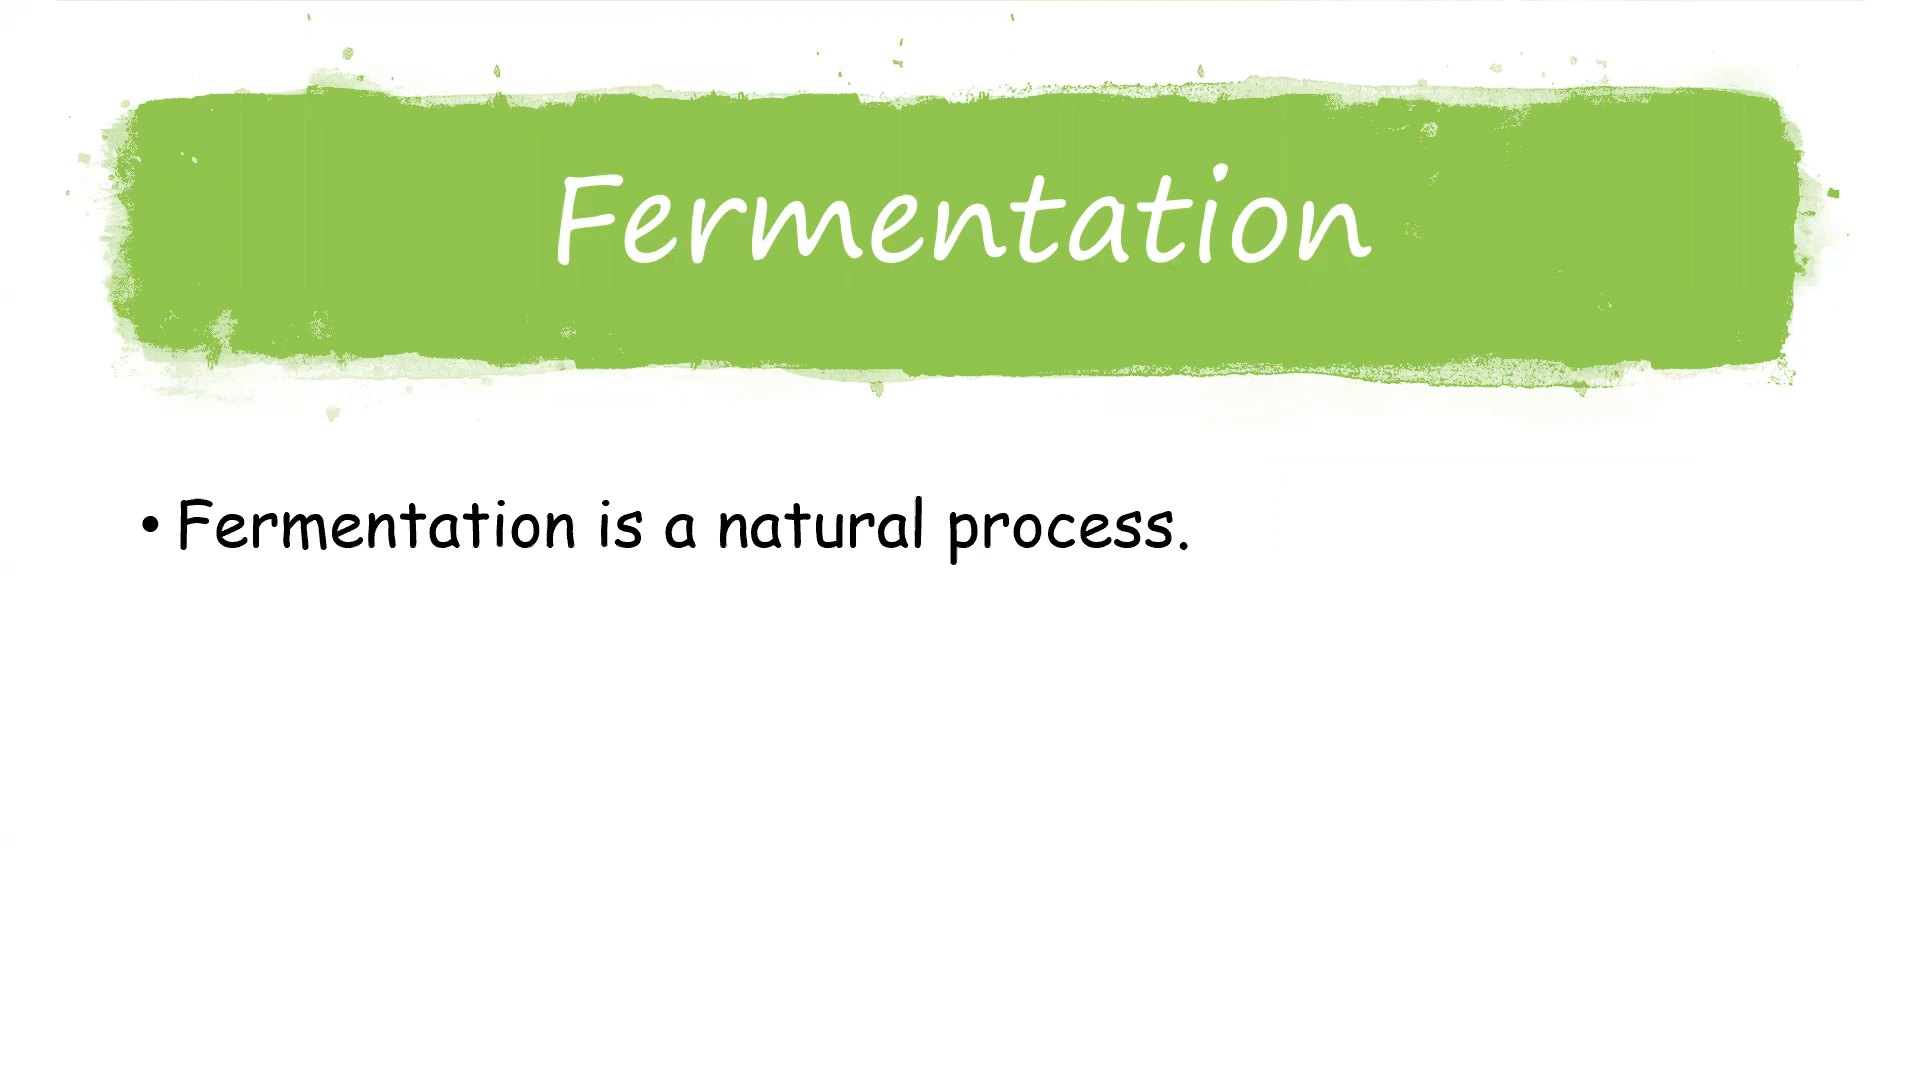 Fermentation
• Fermentation is a natural process.